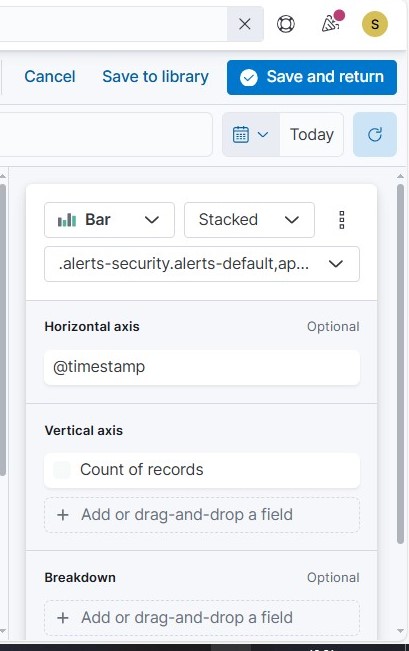 S
Cancel Save to library Save and return
Today
Bar Stacked
.alerts-security.alerts-default,ap...
Horizontal axis Optional
@timestamp
Vertical axis
Count of records
+ Add or drag-and-drop a field
Breakdown Optional
+ Add or drag-and-drop a field